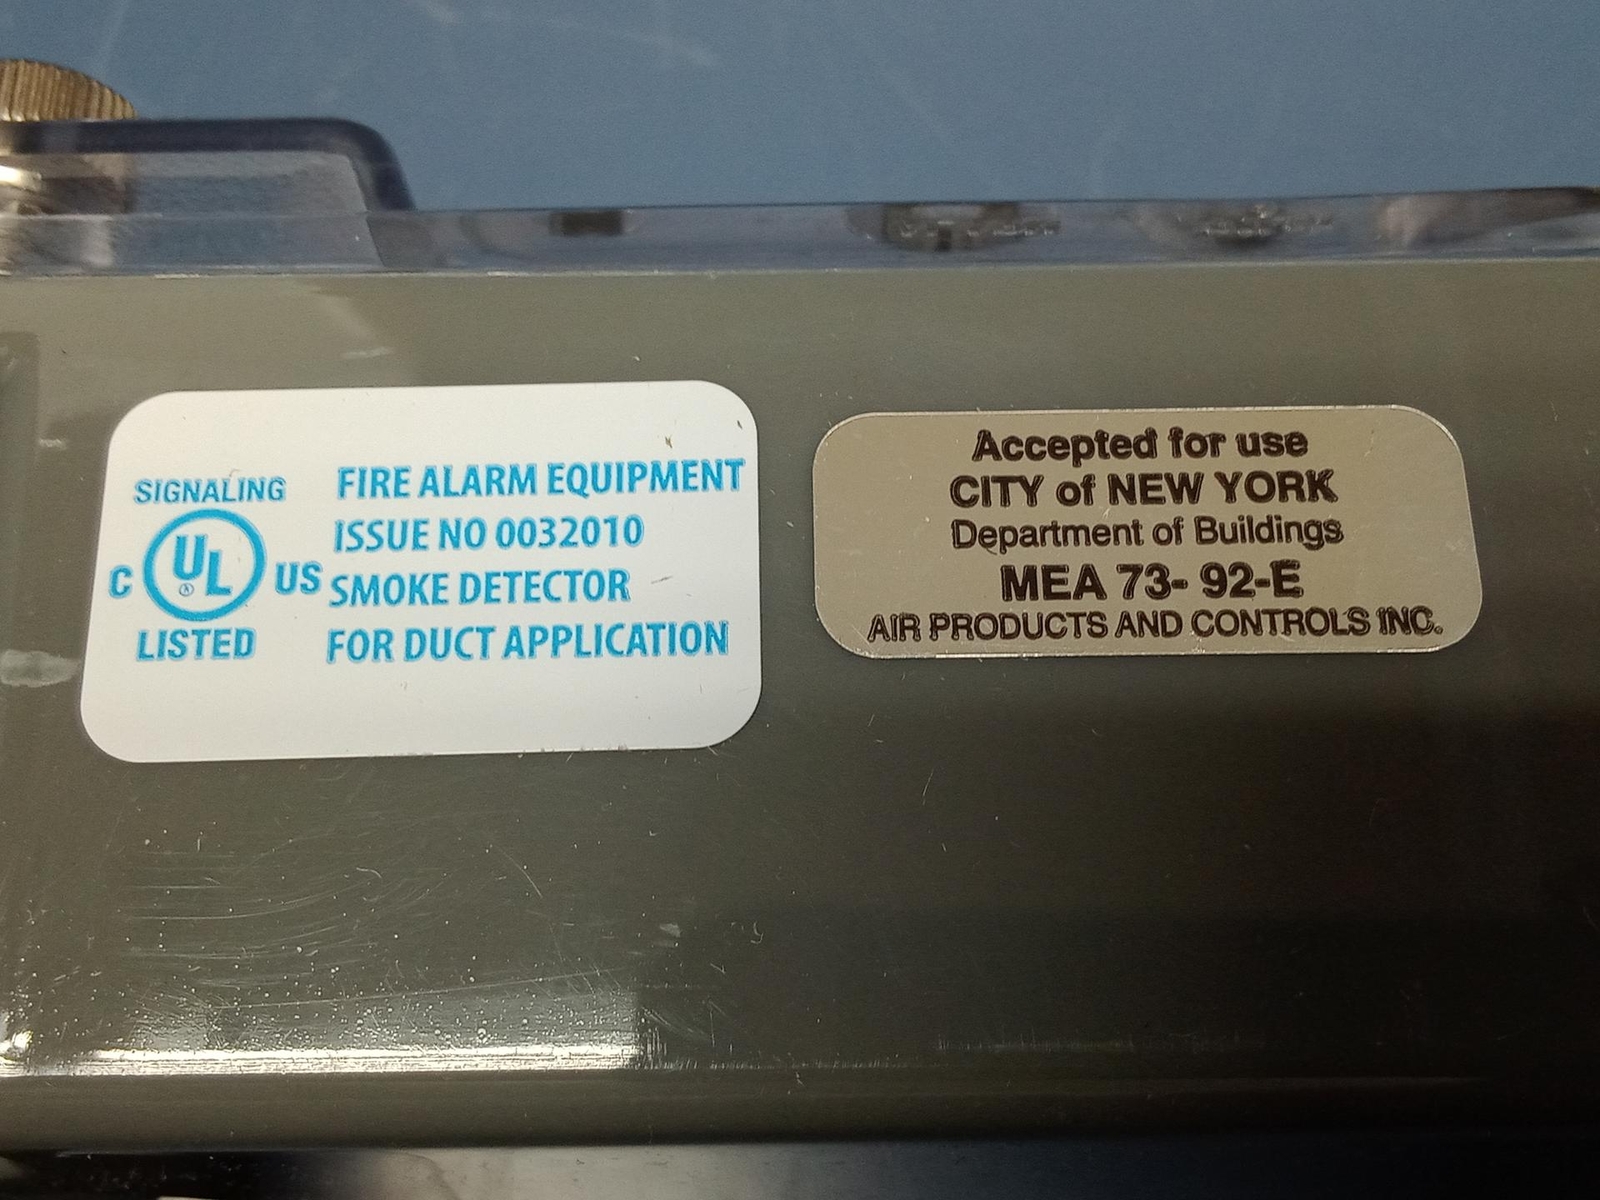 SIGNALING
C UL ® US
LISTED
FIRE ALARM EQUIPMENT
ISSUE NO 0032010
SMOKE DETECTOR
FOR DUCT APPLICATION
Accepted for use
CITY of NEW YORK
Department of Buildings
MEA 73- 92-E
AIR PRODUCTS AND CONTROLS INC.